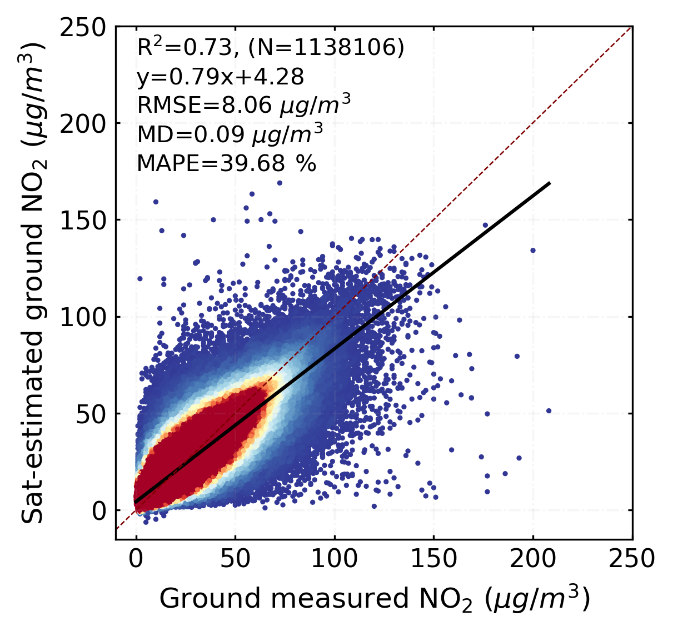 R²=0.73, (N=1138106)
y=0.79x+4.28
RMSE=8.06 μg/m³
MD=0.09 μg/m³
MAPE=39.68 %
Sat-estimated ground NO₂ (μg/m³)
250
200
150
100
50
0
0 50 100 150 200 250
Ground measured NO₂ (μg/m³)